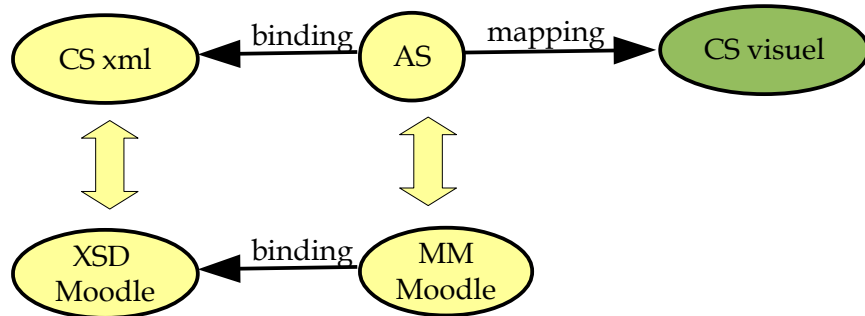 CS xml
binding
AS
mapping
CS visuel
XSD
Moodle
binding
MM
Moodle